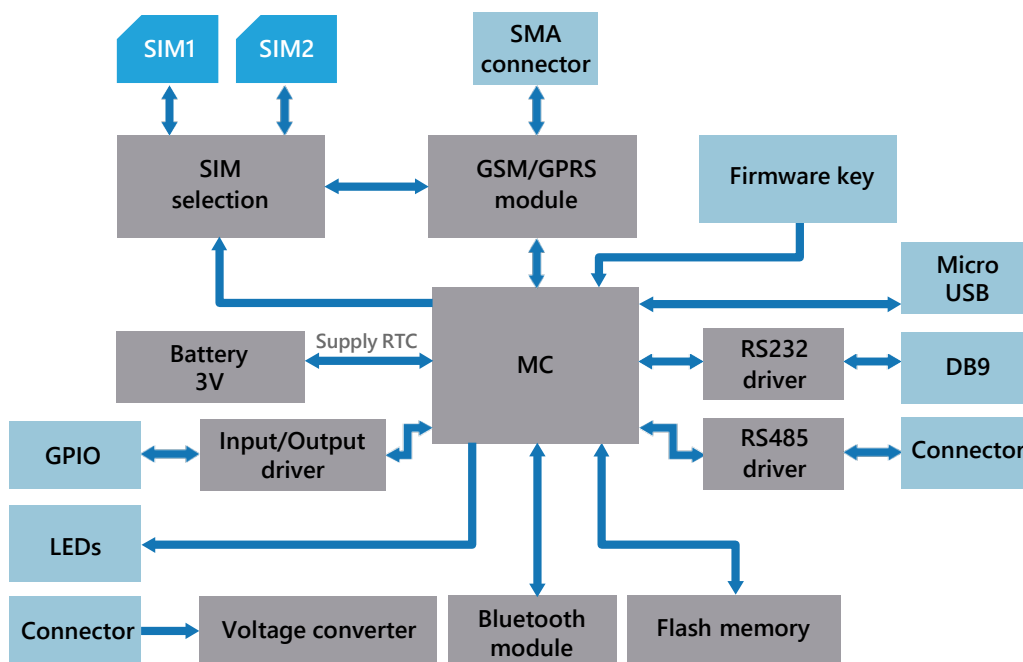 SIM1
SIM2
SMA
connector
SIM
selection
GSM/GPRS
module
Firmware key
Micro
USB
Battery
3V
Supply RTC
MC
RS232
driver
DB9
GPIO
Input/Output
driver
RS485
driver
Connector
LEDs
Connector
Voltage converter
Bluetooth
module
Flash memory